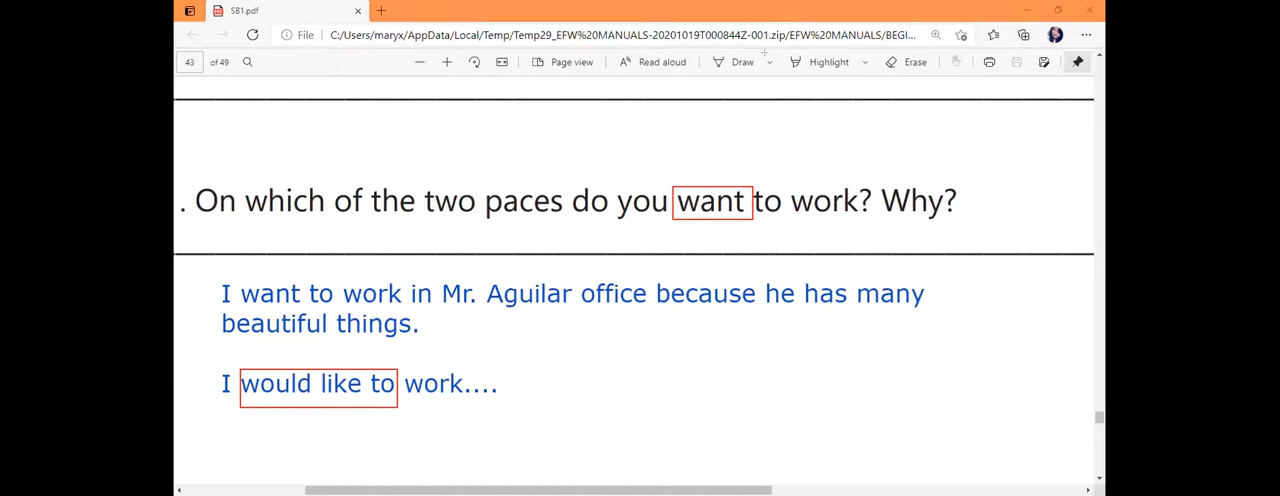 SB1.pdf
File C:/Users/maryx/AppData/Local/Temp/Temp29_EFW%20MANUALS-20201019T000844Z-001.zip/EFW%20MANUALS/BEGI...
43 of 49 Page view Read aloud Draw Highlight Erase
. On which of the two paces do you want to work? Why?
I want to work in Mr. Aguilar office because he has many
beautiful things.
I would like to work....